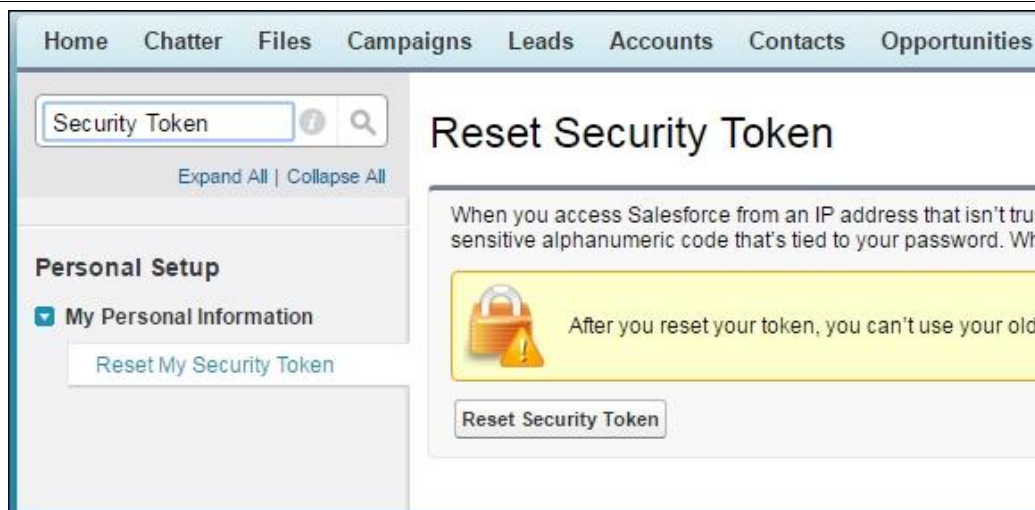 Home Chatter Files Campaigns Leads Accounts Contacts Opportunities
Security Token
Expand All | Collapse All
Personal Setup
My Personal Information
Reset My Security Token
Reset Security Token
When you access Salesforce from an IP address that isn't
sensitive alphanumeric code that's tied to your password.
After you reset your token, you can't use your old
Reset Security Token